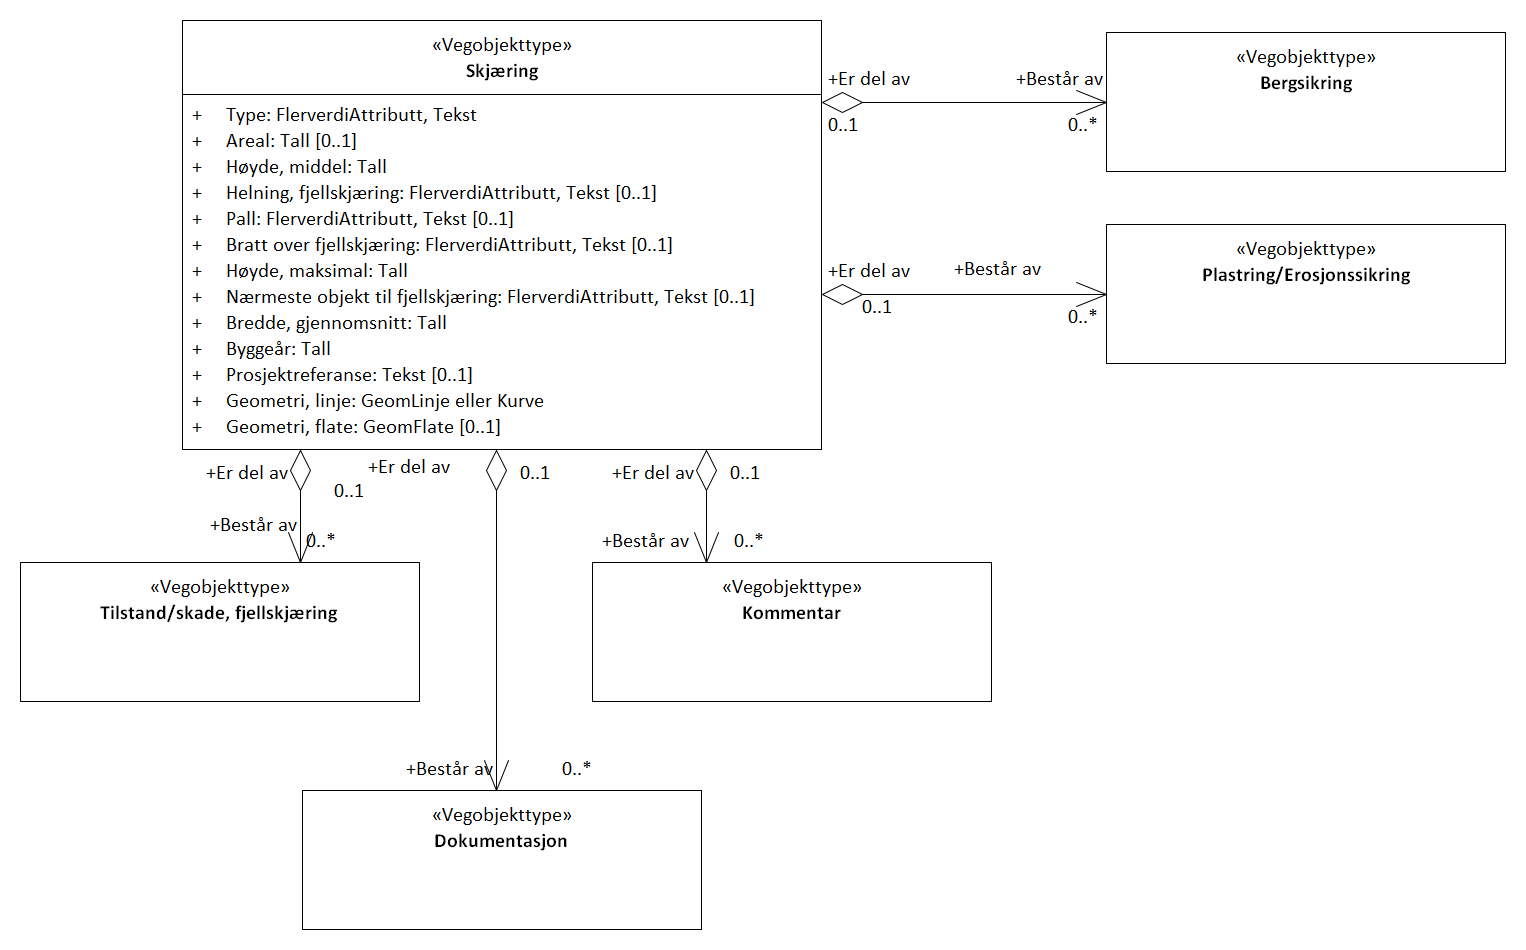 «Vegobjekttype»
Skjæring
+ Type: FlerverdiAttributt, Tekst
+ Areal: Tall [0..1]
+ Høyde, middel: Tall
+ Helning, fjellskjæring: FlerverdiAttributt, Tekst [0..1]
+ Pall: FlerverdiAttributt, Tekst [0..1]
+ Bratt over fjellskjæring: FlerverdiAttributt, Tekst [0..1]
+ Høyde, maksimal: Tall
+ Nærmeste objekt til fjellskjæring: FlerverdiAttributt, Tekst [0..1]
+ Bredde, gjennomsnitt: Tall
+ Byggeår: Tall
+ Prosjektreferanse: Tekst [0..1]
+ Geometri, linje: GeomLinje eller Kurve
+ Geometri, flate: GeomFlate [0..1]
+Er del av
+Består av
0..1
0..*
«Vegobjekttype»
Bergsikring
+Er del av
+Består av
0..1
0..*
«Vegobjekttype»
Plastring/Erosjonssikring
+Er del av
0..1
+Består av
0..*
«Vegobjekttype»
Tilstand/skade, fjellskjæring
+Er del av
0..1
+Består av
0..*
«Vegobjekttype»
Dokumentasjon
+Er del av
0..1
+Består av
0..*
«Vegobjekttype»
Kommentar